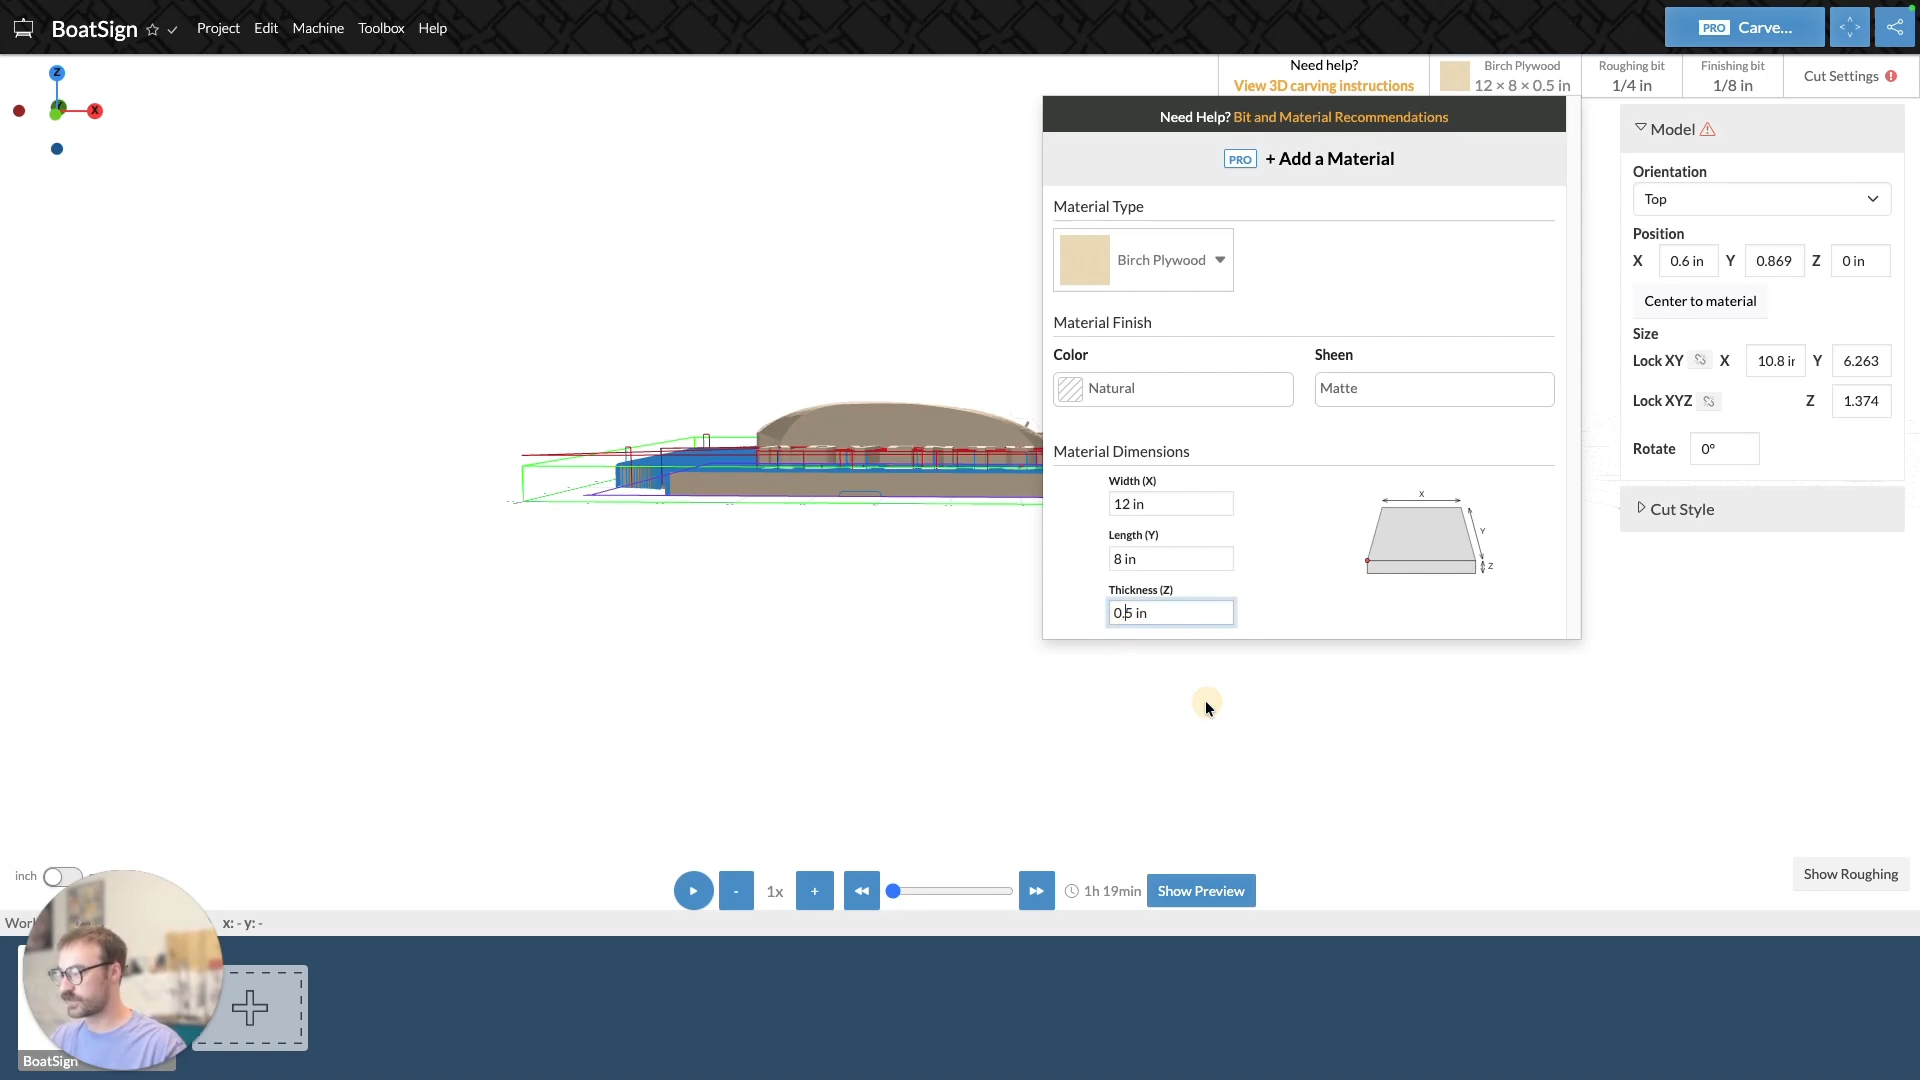 BoatSign
Project Edit Machine Toolbox Help
PRO Carve...
Z
X
Need help?
View 3D carving instructions
Birch Plywood
12 × 8 × 0.5 in
Roughing bit
1/4 in
Finishing bit
1/8 in
Cut Settings
Need Help? Bit and Material Recommendations
PRO + Add a Material
Material Type
Birch Plywood
Material Finish
Color
Sheen
Natural
Matte
Material Dimensions
Width (X)
12 in
Length (Y)
8 in
Thickness (Z)
0.5 in
X
Y
Z
Model
Orientation
Top
Position
X 0.6 in Y 0.869 Z 0 in
Center to material
Size
Lock XY X 10.8 Y 6.263
Lock XYZ Z 1.374
Rotate 0°
Cut Style
Show Roughing
inch
- 1x + 1h 19min Show Preview
x: - y: -
BoatSign